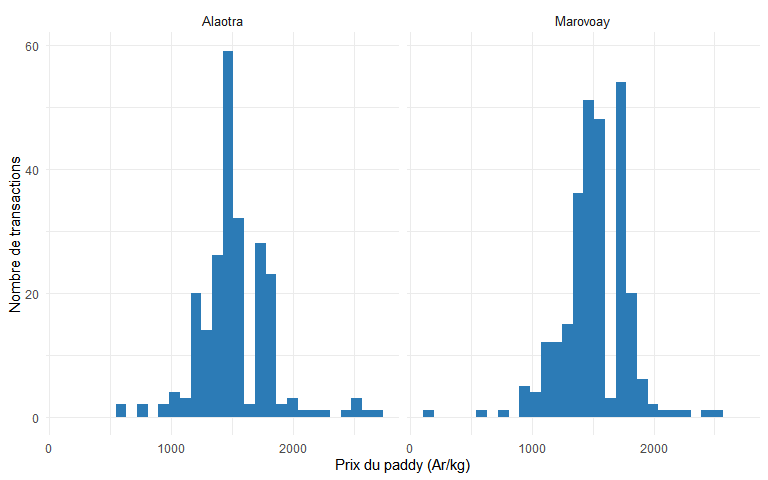 Alaotra
Marovoay
Nombre de transactions
60
40
20
0
0 1000 2000 0 1000 2000
Prix du paddy (Ar/kg)